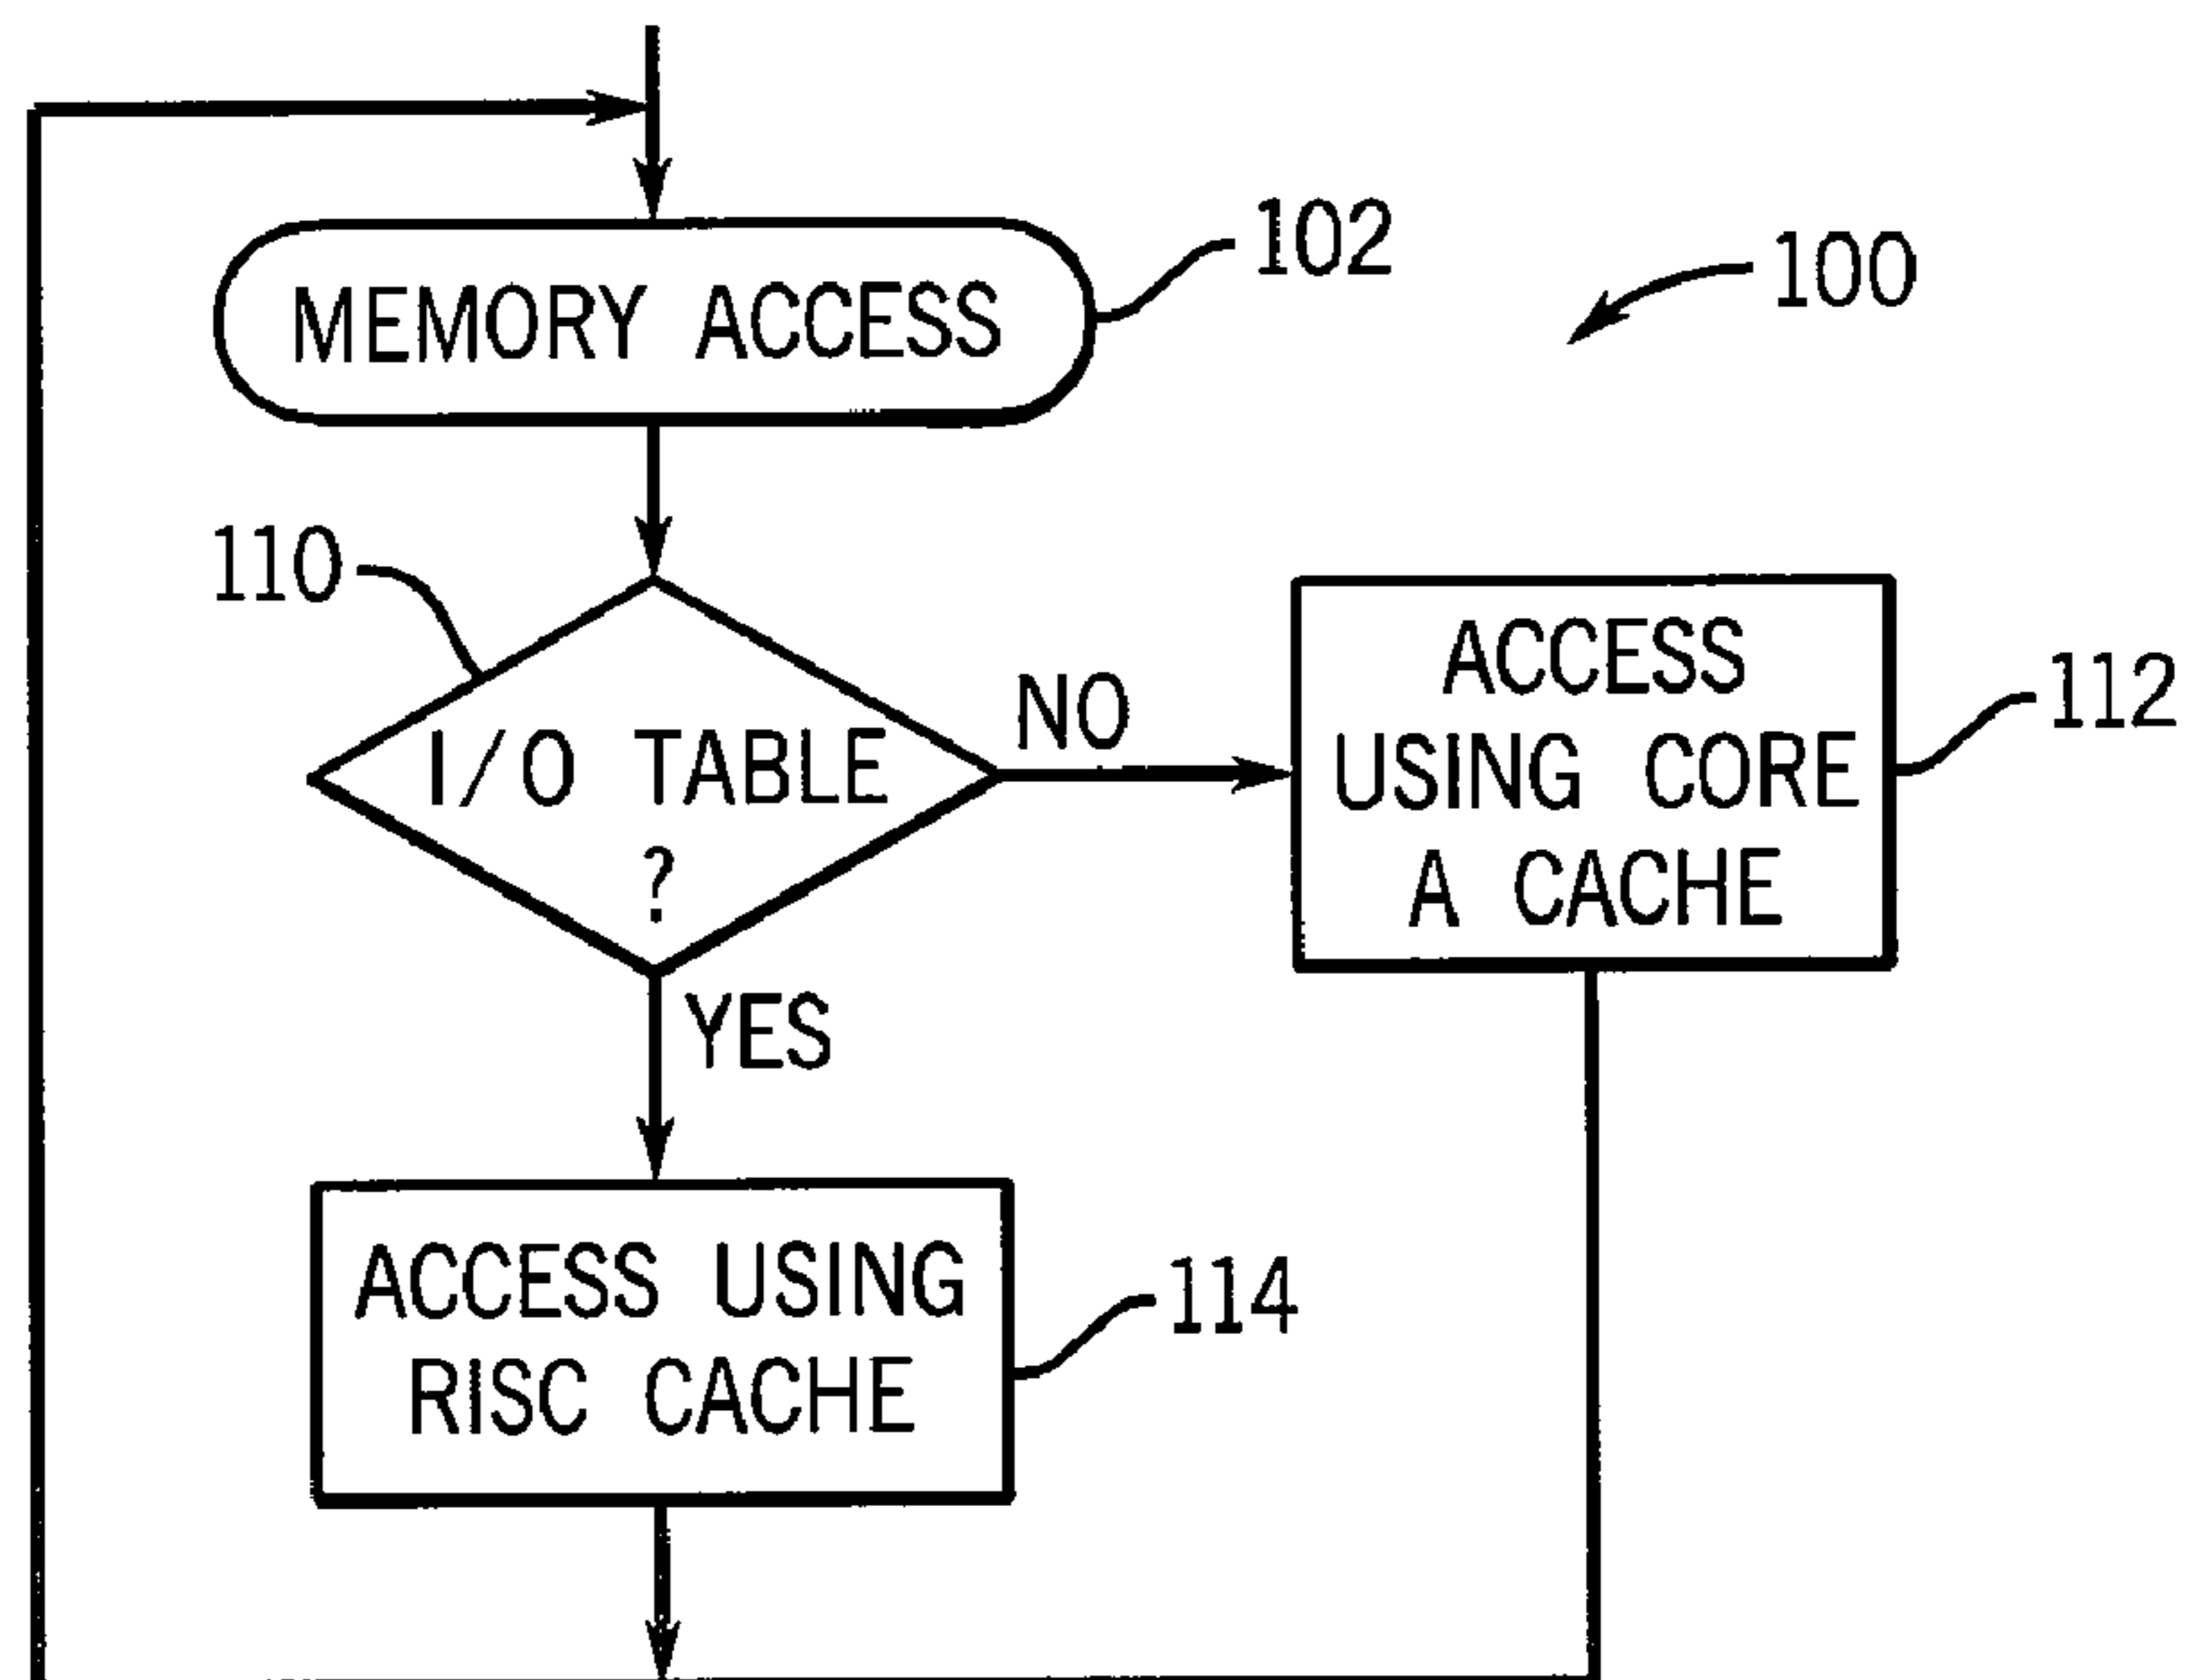 102
100
MEMORY ACCESS
110
I/O TABLE
?
NO
ACCESS
USING CORE
A CACHE
112
YES
ACCESS USING
RISC CACHE
114